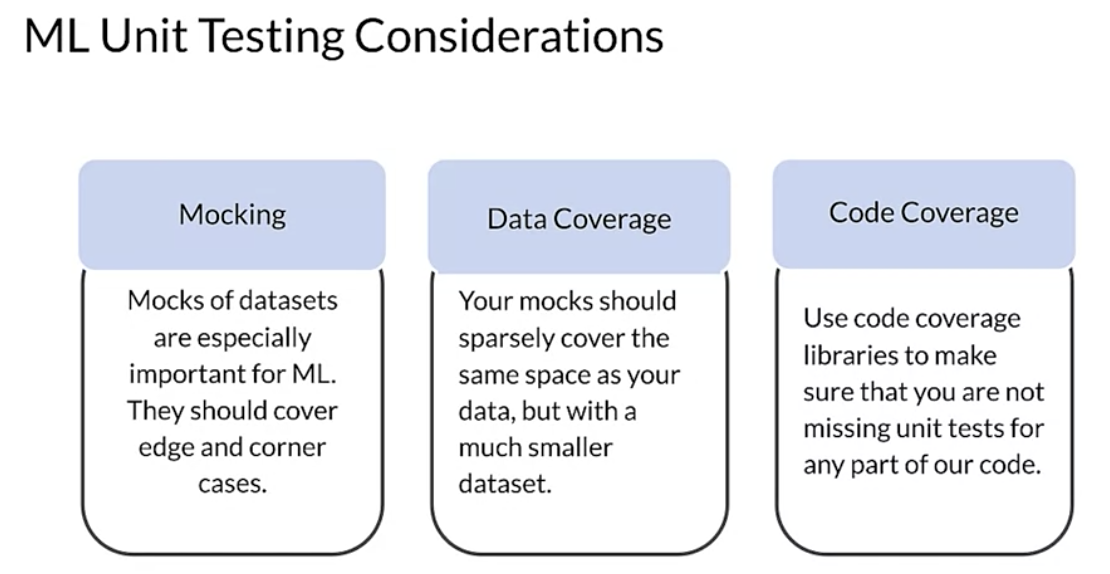 ML Unit Testing Considerations
Mocking
Mocks of datasets
are especially
important for ML.
They should cover
edge and corner
cases.
Data Coverage
Your mocks should
sparsely cover the
same space as your
data, but with a
much smaller
dataset.
Code Coverage
Use code coverage
libraries to make
sure that you are not
missing unit tests for
any part of our code.